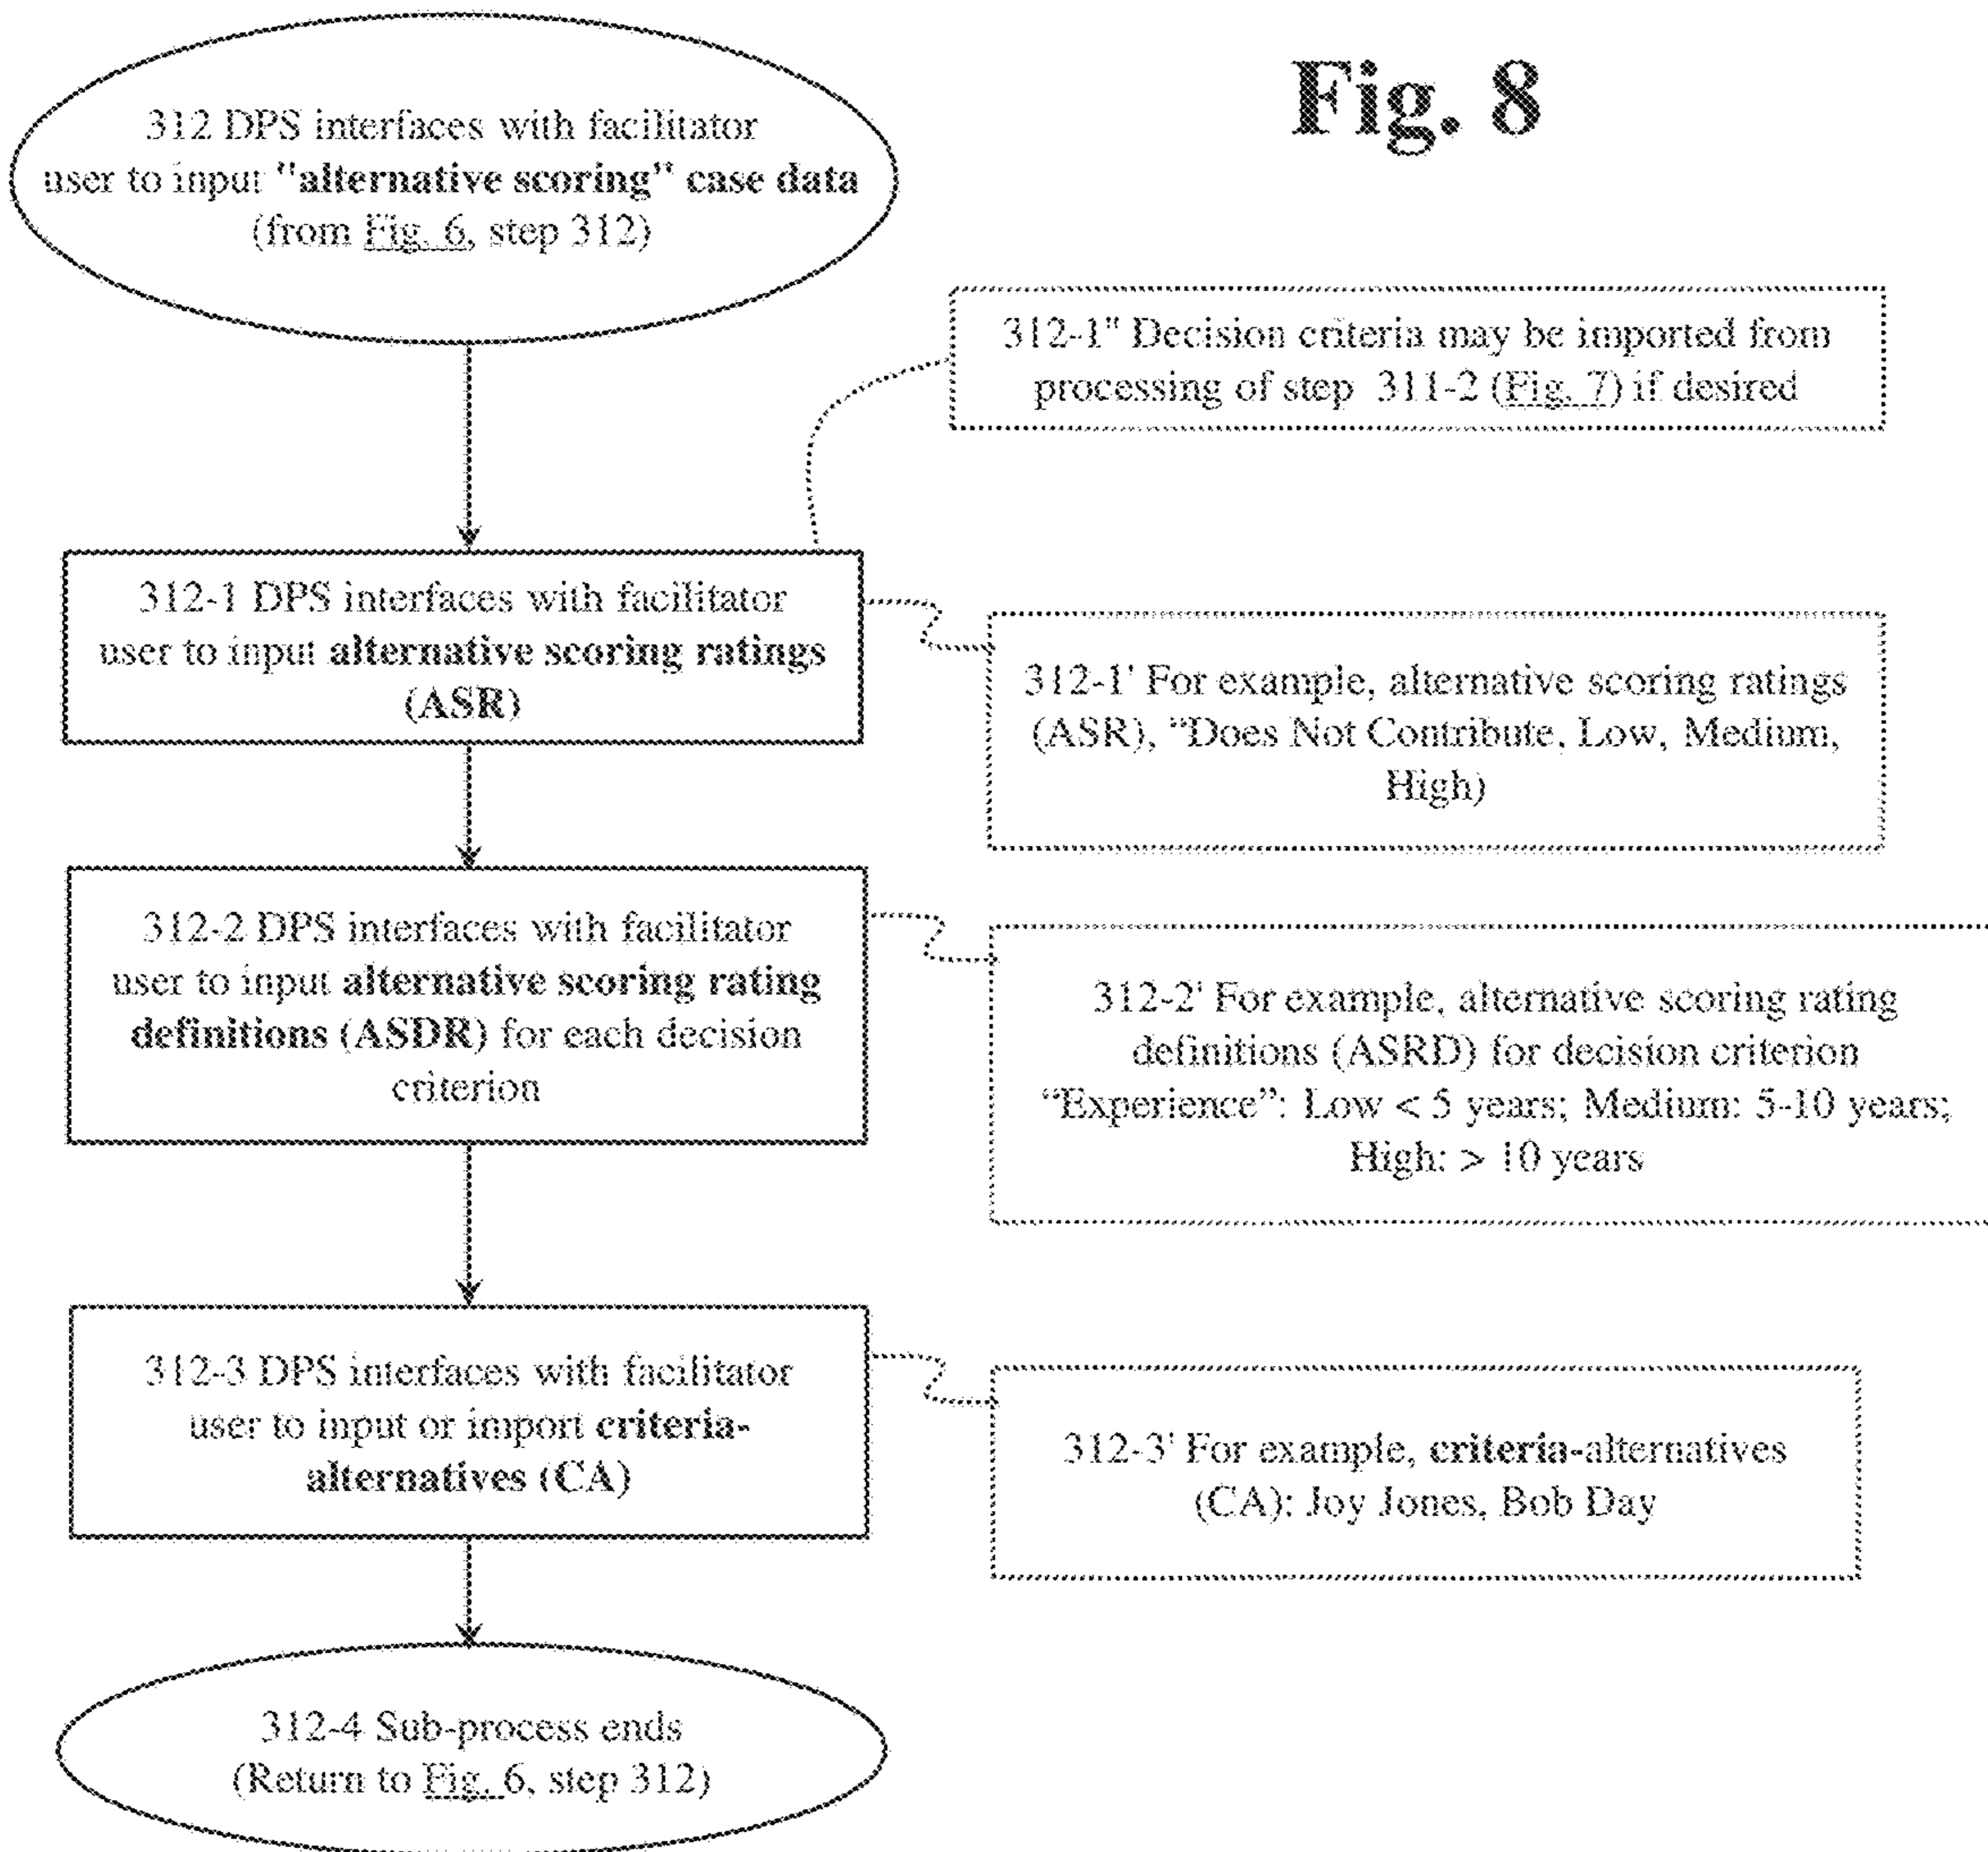 Fig. 8
312 DPS interfaces with facilitator
user to input "alternative scoring" case data
(from Fig. 6, step 312)
312-1" Decision criteria may be imported from
processing of step 311-2 (Fig. 7) if desired
312-1 DPS interfaces with facilitator
user to input alternative scoring ratings
(ASR)
312-1' For example, alternative scoring ratings
(ASR), “Does Not Contribute, Low, Medium,
High)
312-2 DPS interfaces with facilitator
user to input alternative scoring rating
definitions (ASDR) for each decision
criterion
312-2' For example, alternative scoring rating
definitions (ASRD) for decision criterion
“Experience”: Low < 5 years; Medium: 5-10 years;
High: > 10 years
312-3 DPS interfaces with facilitator
user to input or import criteria-
alternatives (CA)
312-3' For example, criteria-alternatives
(CA): Joy Jones, Bob Day
312-4 Sub-process ends
(Return to Fig. 6, step 312)